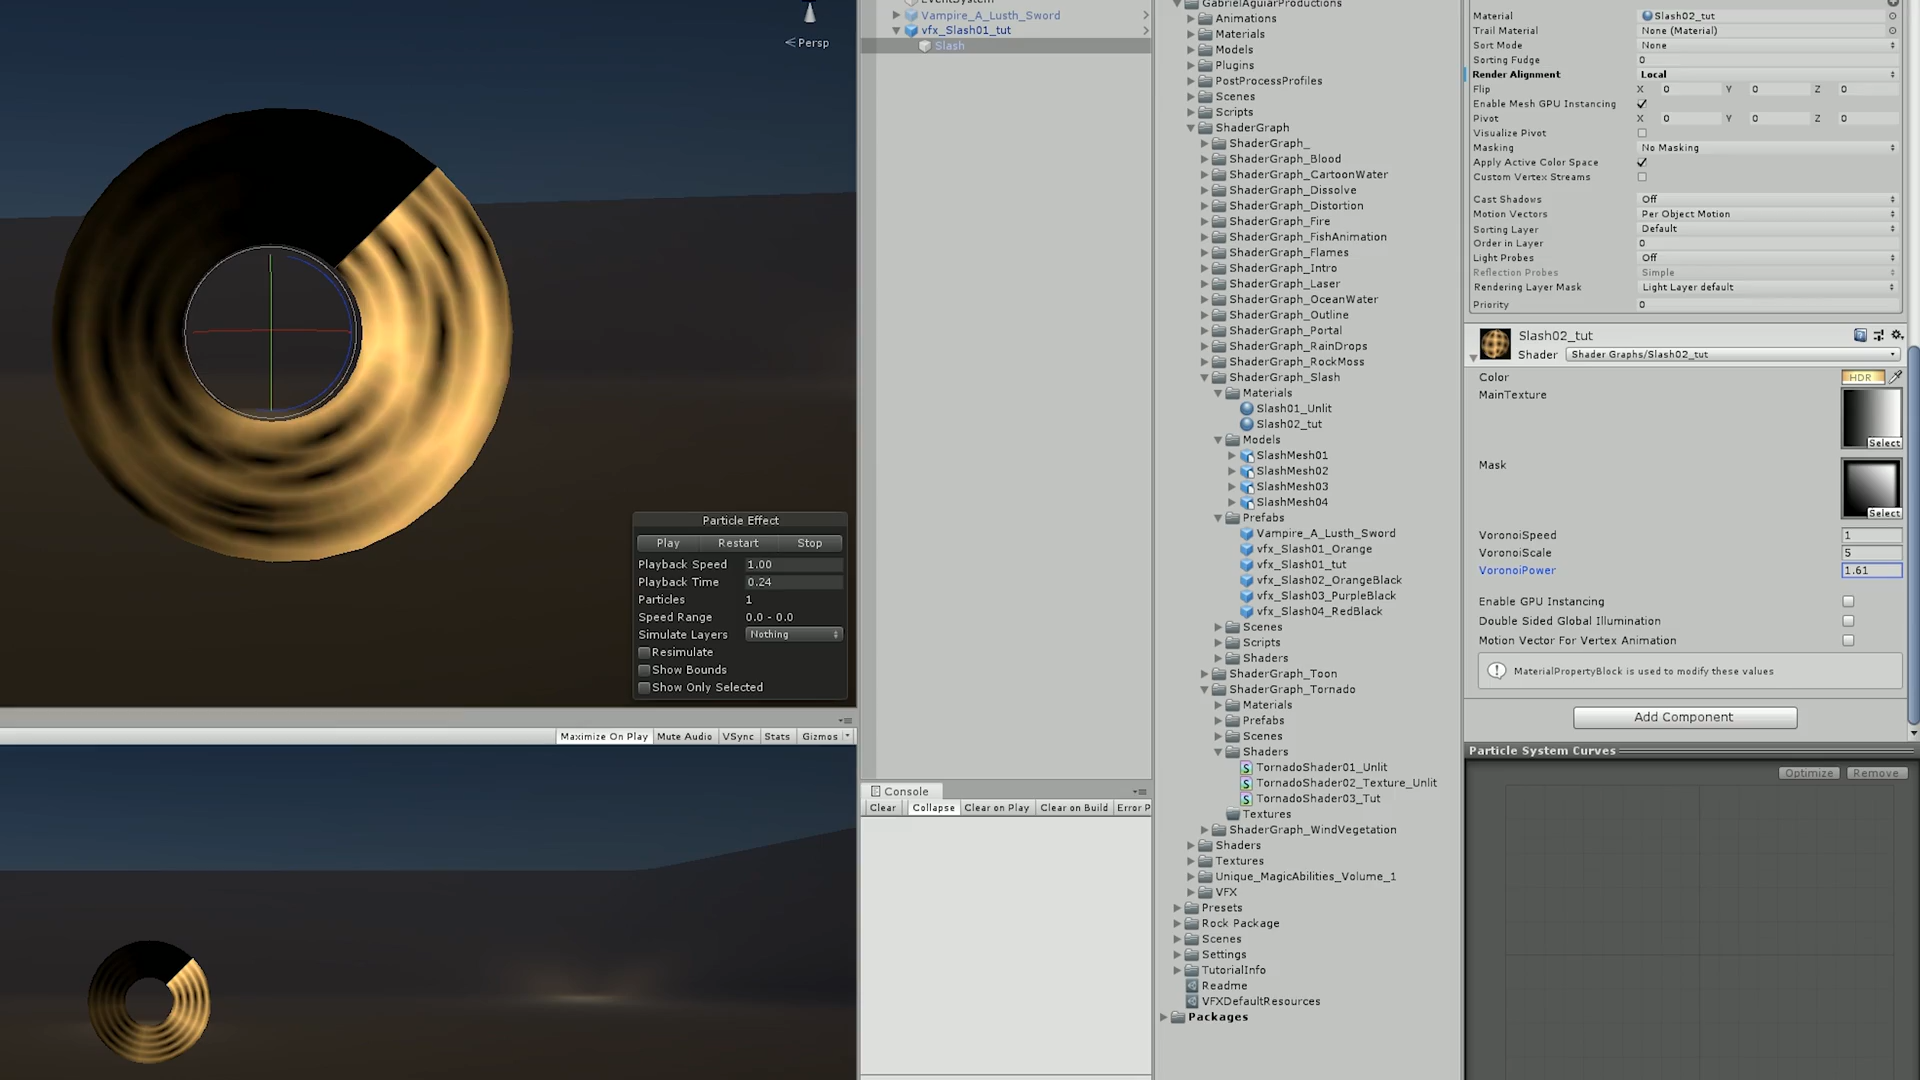 Persp
Particle Effect
Play Restart Stop
Playback Speed 1.00
Playback Time 0.24
Particles 1
Speed Range 0.0 - 0.0
Simulate Layers Nothing
Resimulate
Show Bounds
Show Only Selected
Maximize On Play Mute Audio VSync Stats Gizmos
EventSystem
Vampire_A_Lusth_Sword
vfx_Slash01_tut
Slash
Console
Clear Collapse Clear on Play Clear on Build Error P
GabrielAguiarProductions
Animations
Materials
Models
Plugins
PostProcessProfiles
Scenes
Scripts
ShaderGraph
ShaderGraph_
ShaderGraph_Blood
ShaderGraph_CartoonWater
ShaderGraph_Dissolve
ShaderGraph_Distortion
ShaderGraph_Fire
ShaderGraph_FishAnimation
ShaderGraph_Flames
ShaderGraph_Intro
ShaderGraph_Laser
ShaderGraph_OceanWater
ShaderGraph_Outline
ShaderGraph_Portal
ShaderGraph_RainDrops
ShaderGraph_RockMoss
ShaderGraph_Slash
Materials
Slash01_Unlit
Slash02_tut
Models
SlashMesh01
SlashMesh02
SlashMesh03
SlashMesh04
Prefabs
Vampire_A_Lusth_Sword
vfx_Slash01_Orange
vfx_Slash01_tut
vfx_Slash02_OrangeBlack
vfx_Slash03_PurpleBlack
vfx_Slash04_RedBlack
Scenes
Scripts
Shaders
ShaderGraph_Toon
ShaderGraph_Tornado
Materials
Prefabs
Scenes
Shaders
TornadoShader01_Unlit
TornadoShader02_Texture_Unlit
TornadoShader03_Tut
Textures
ShaderGraph_WindVegetation
Shaders
Textures
Unique_MagicAbilities_Volume_1
VFX
Presets
Rock Package
Scenes
Settings
TutorialInfo
Readme
VFXDefaultResources
Packages
Material Slash02_tut
Trail Material None (Material)
Sort Mode None
Sorting Fudge 0
Render Alignment Local
Flip X 0 Y 0 Z 0
Enable Mesh GPU Instancing
Pivot X 0 Y 0 Z 0
Visualize Pivot
Masking No Masking
Apply Active Color Space
Custom Vertex Streams
Cast Shadows Off
Motion Vectors Per Object Motion
Sorting Layer Default
Order in Layer 0
Light Probes Off
Reflection Probes Simple
Rendering Layer Mask Light Layer default
Priority 0
Slash02_tut
Shader Shader Graphs/Slash02_tut
Color HDR
MainTexture
Select
Mask
Select
VoronoiSpeed 1
VoronoiScale 5
VoronoiPower 1.61
Enable GPU Instancing
Double Sided Global Illumination
Motion Vector For Vertex Animation
MaterialPropertyBlock is used to modify these values
Add Component
Particle System Curves
Optimize Remove